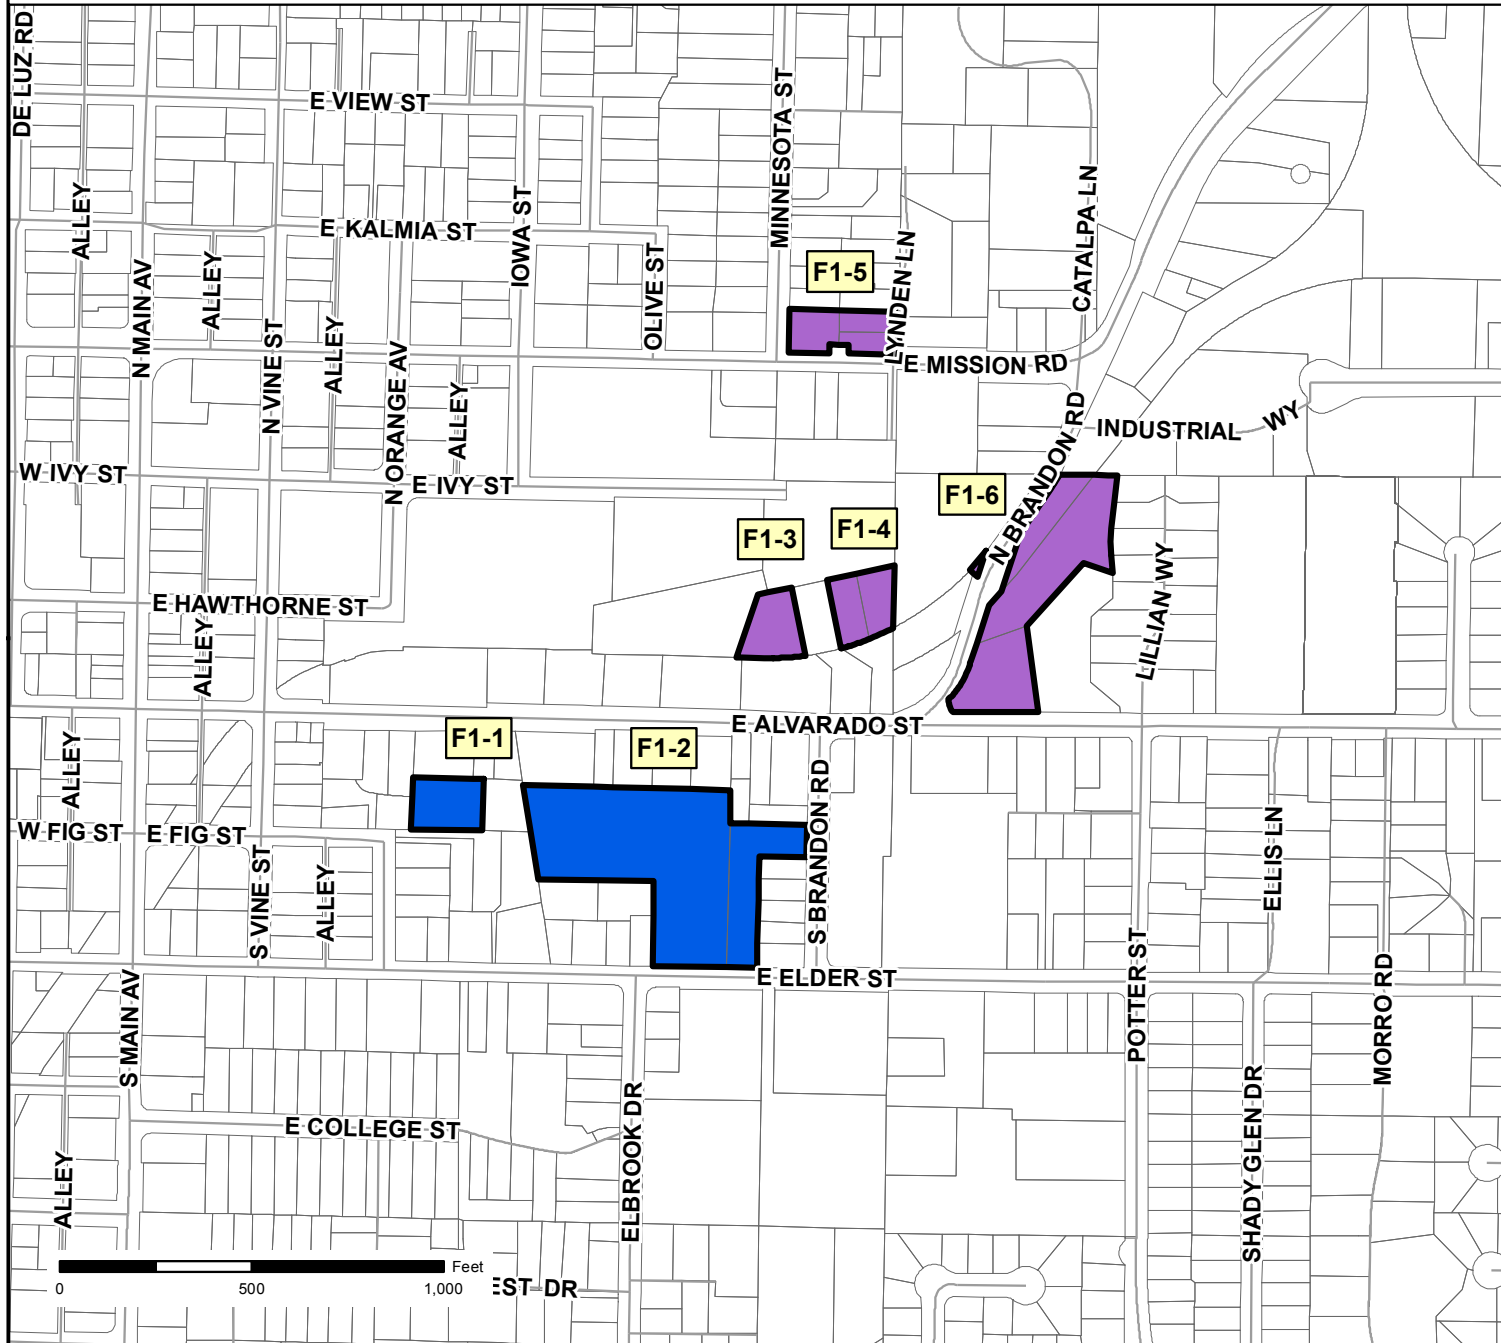 DE LUZ RD
E VIEW ST
MINNESOTA ST
ALLEY
E KALMIA ST
IOWA ST
CATALPA LN
OLIVE ST
F1-5
LYNDEN LN
ALLEY
N MAIN AV
N VINE ST
ALLEY
N ORANGE AV
ALLEY
E MISSION RD
INDUSTRIAL WY
W IVY ST
E IVY ST
N BRANDON RD
F1-6
F1-3
F1-4
E HAWTHORNE ST
ALLEY
LILLIAN WY
E ALVARADO ST
F1-1
F1-2
ALLEY
W FIG ST
E FIG ST
S VINE ST
ALLEY
S BRANDON RD
ELLIS LN
E ELDER ST
POTTER ST
MORRO RD
S MAIN AV
E COLLEGE ST
ELBROOK DR
SHADY GLEN DR
ALLEY
Feet
0 500 1,000
EST DR